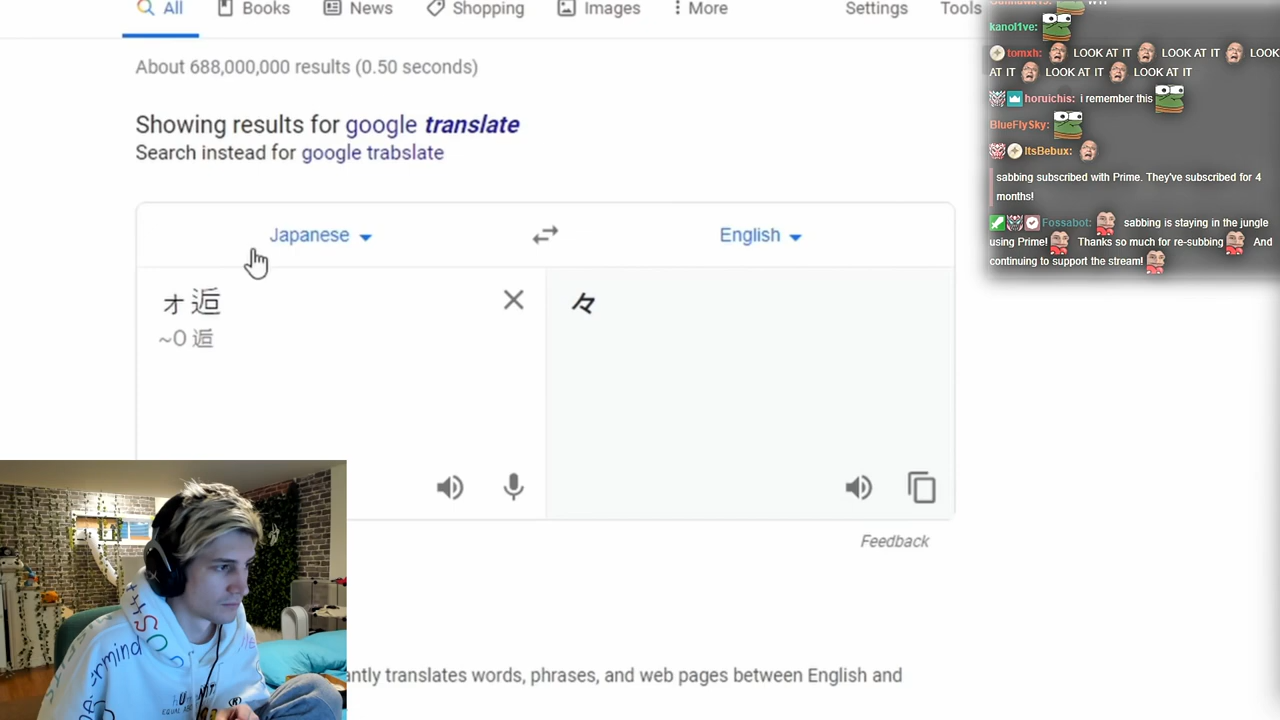 All Books News Shopping Images More Settings Tools
About 688,000,000 results (0.50 seconds)
Showing results for google translate
Search instead for google trabslate
Japanese English
ォ逅
~O 逅
々
Feedback
antly translates words, phrases, and web pages between English and
kanol1ve:
tomxh: LOOK AT IT LOOK AT IT LOOK
AT IT LOOK AT IT LOOK AT IT
horuichis: i remember this
BlueFlySky:
ItsBebux:
sabbing subscribed with Prime. They've subscribed for 4
months!
Fossabot: sabbing is staying in the jungle
using Prime! Thanks so much for re-subbing And
continuing to support the stream!